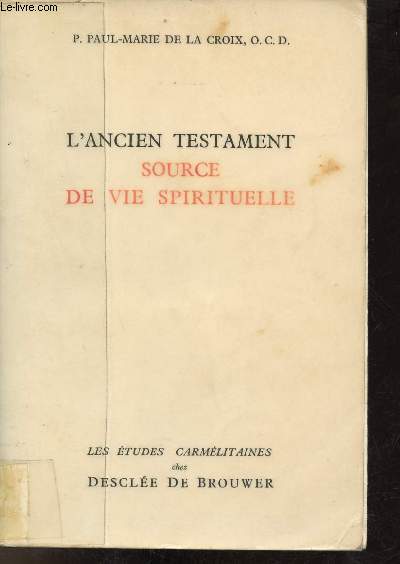 © Le-livre.com
P. PAUL-MARIE DE LA CROIX, O. C. D.
L'ANCIEN TESTAMENT
SOURCE
DE VIE SPIRITUELLE
LES ÉTUDES CARMÉLITAINES
chez
DESCLÉE DE BROUWER